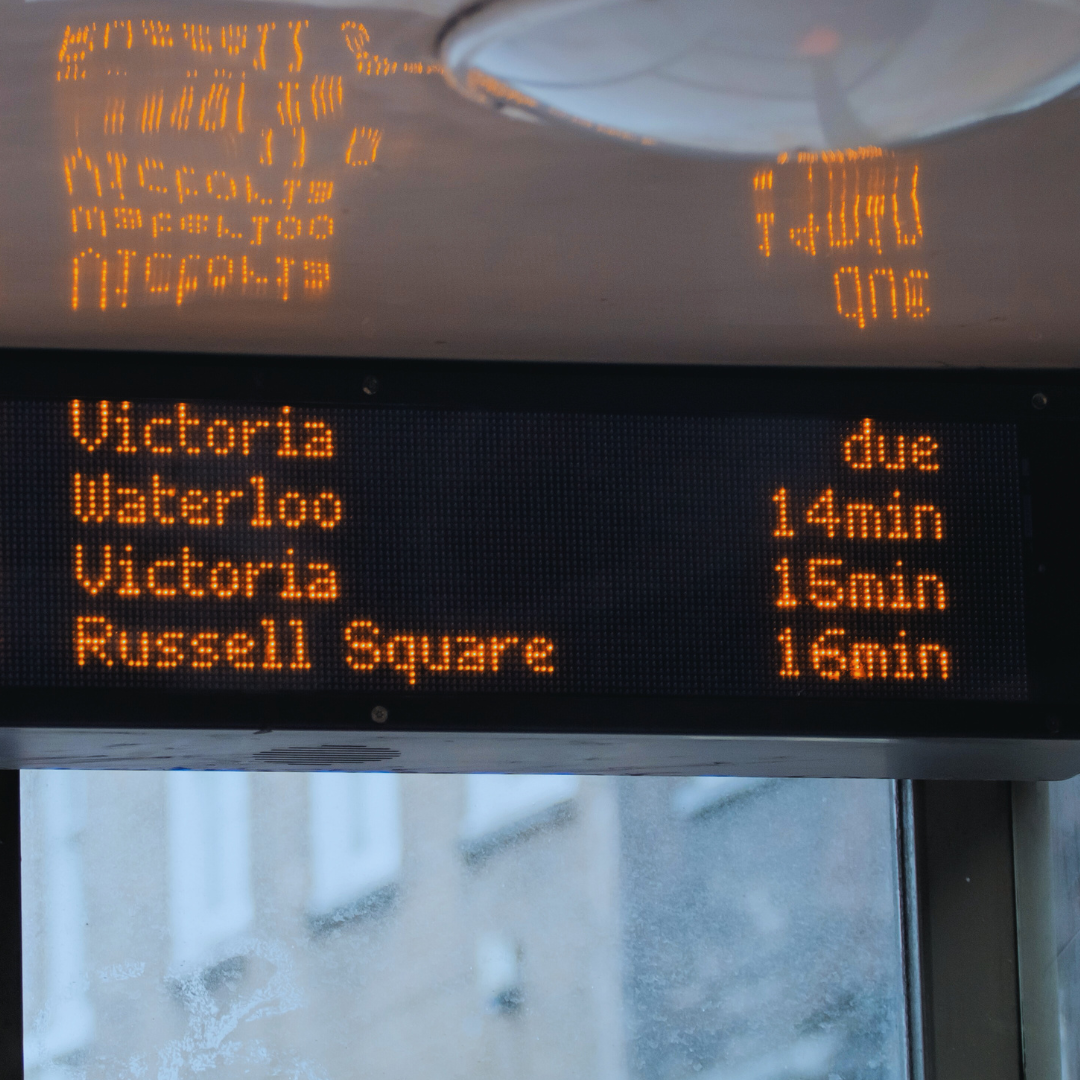 Victoria due
Waterloo 14min
Victoria 15min
Russell Square 16min